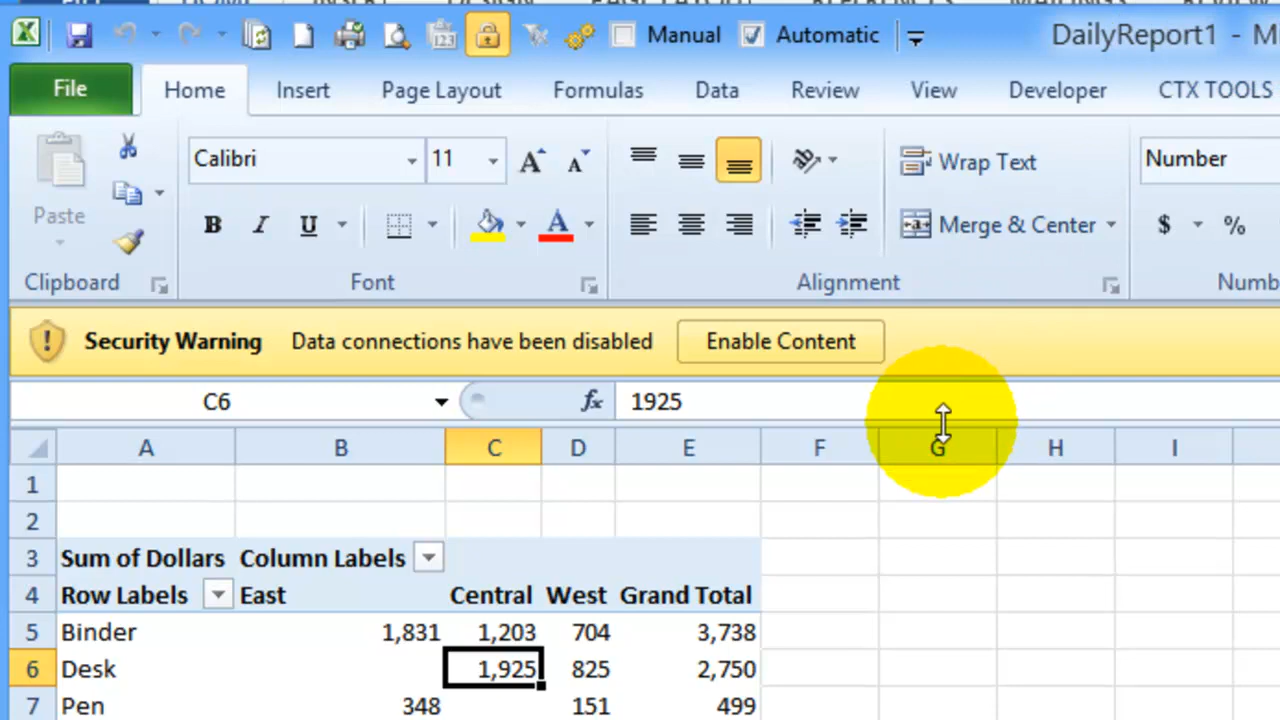 Manual Automatic DailyReport1 - M
File Home Insert Page Layout Formulas Data Review View Developer CTX TOOLS
Calibri 11 Wrap Text Number
Paste B I U A Merge & Center $ %
Clipboard Font Alignment Numb
Security Warning Data connections have been disabled Enable Content
C6 fx 1925
A B C D E F G H I
1
2
3 Sum of Dollars Column Labels
4 Row Labels East Central West Grand Total
5 Binder 1,831 1,203 704 3,738
6 Desk 1,925 825 2,750
7 Pen 348 151 499